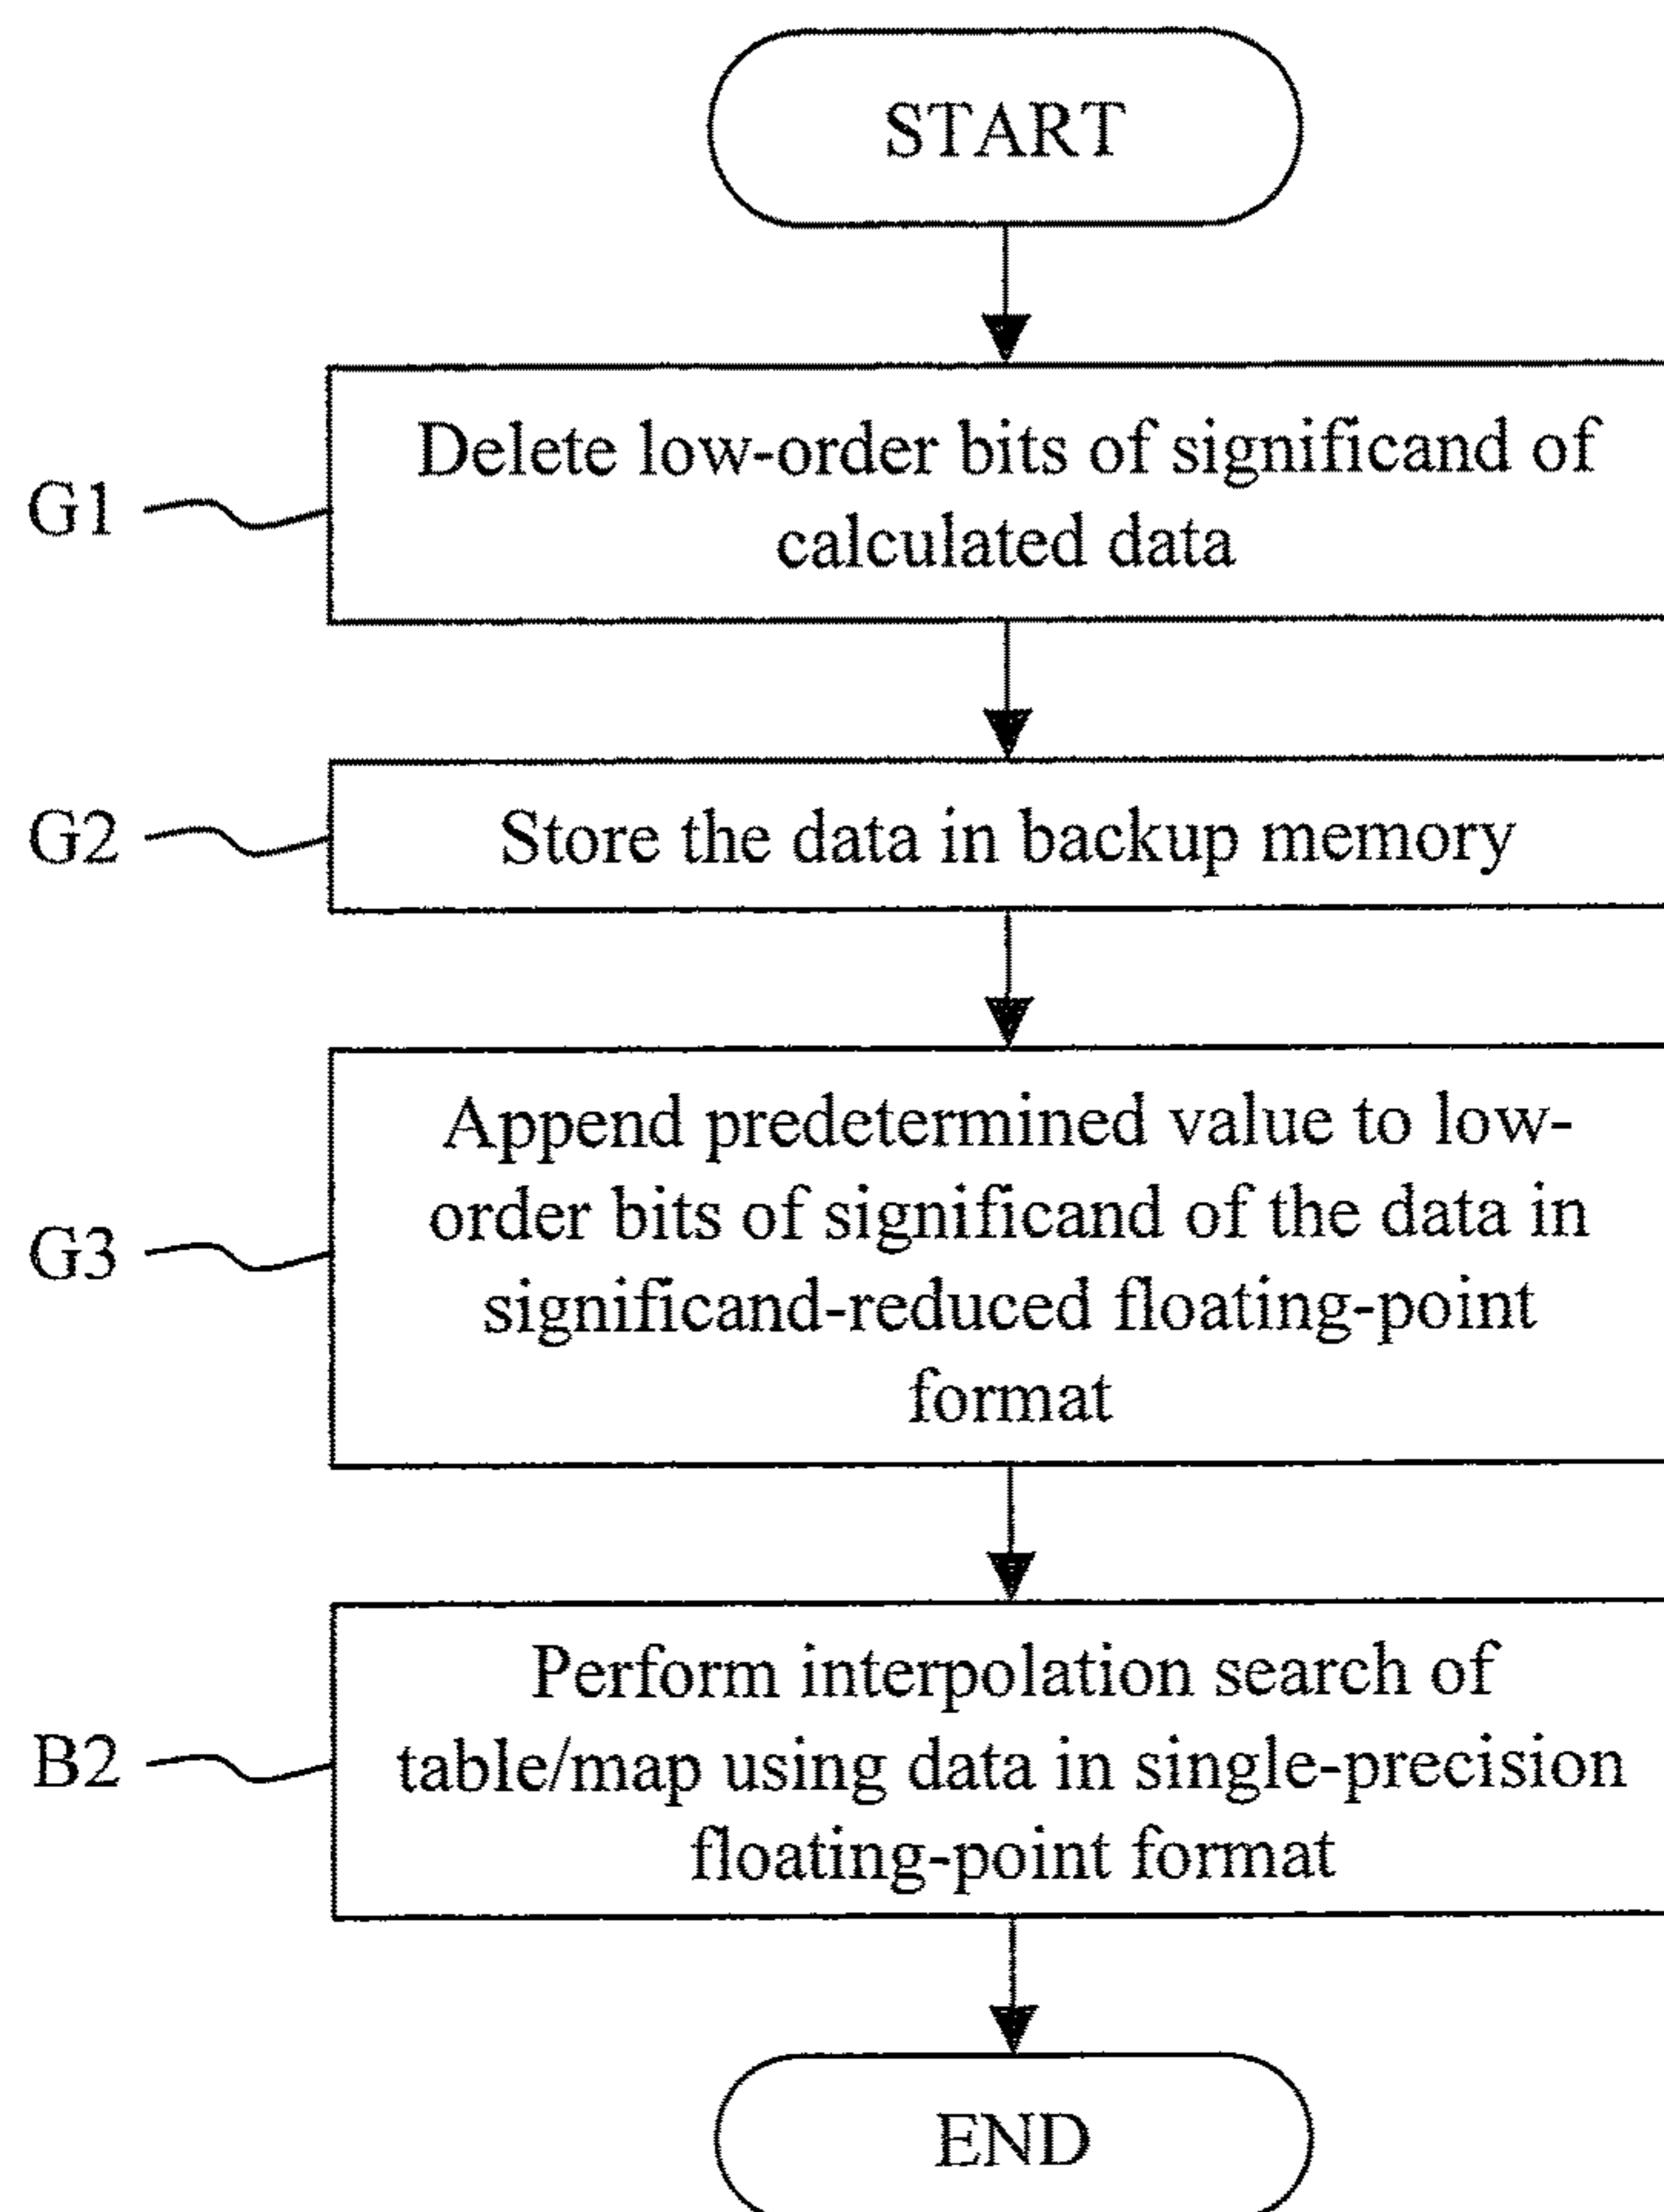 START
G1
Delete low-order bits of significand of
calculated data
G2
Store the data in backup memory
G3
Append predetermined value to low-
order bits of significand of the data in
significand-reduced floating-point
format
B2
Perform interpolation search of
table/map using data in single-precision
floating-point format
END